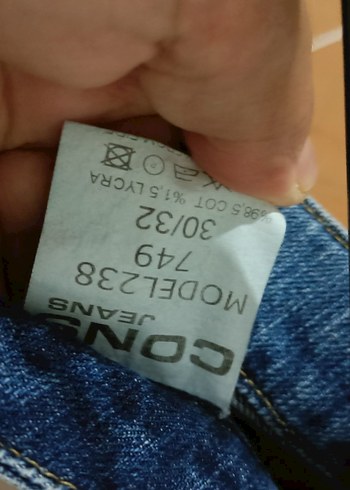 CONS
JEANS
MODEL238
749
30/32
%98,5 COT %1,5 LYCRA